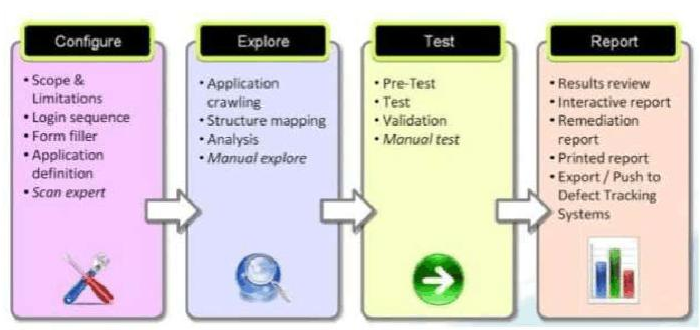 Configure
• Scope &
Limitations
• Login sequence
• Form filler
• Application
definition
• Scan expert
Explore
• Application
crawling
• Structure mapping
• Analysis
• Manual explore
Test
• Pre-Test
• Test
• Validation
• Manual test
Report
• Results review
• Interactive report
• Remediation
report
• Printed report
• Export / Push to
Defect Tracking
Systems